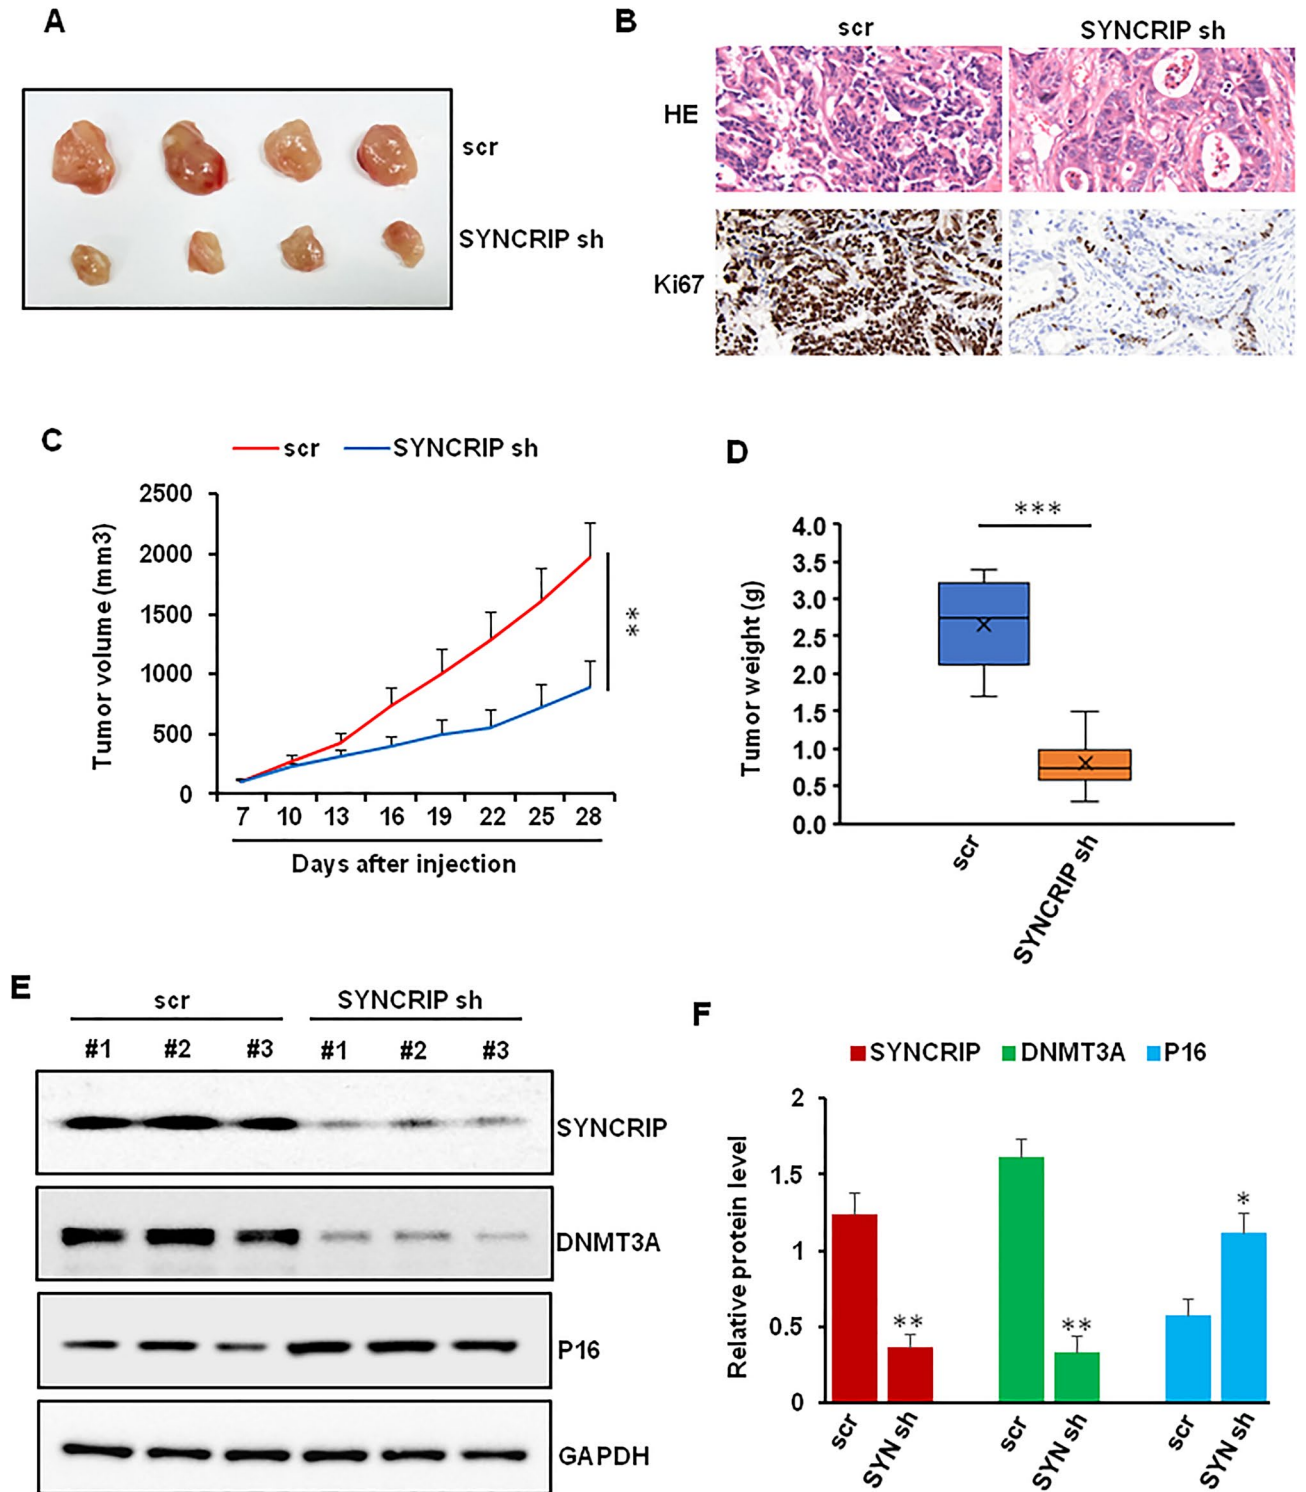 A
scr
SYNCRIP sh
B
scr SYNCRIP sh
HE
Ki67
C
scr SYNCRIP sh
Tumor volume (mm3)
2500
2000
1500
1000
500
0
7 10 13 16 19 22 25 28
Days after injection
**
D
***
Tumor weight (g)
4.0
3.5
3.0
2.5
2.0
1.5
1.0
0.5
0.0
scr
SYNCRIP sh
E
scr SYNCRIP sh
#1 #2 #3 #1 #2 #3
SYNCRIP
DNMT3A
P16
GAPDH
F
SYNCRIP DNMT3A P16
Relative protein level
2
1.5
1
0.5
0
**
**
*
scr SYN sh scr SYN sh scr SYN sh